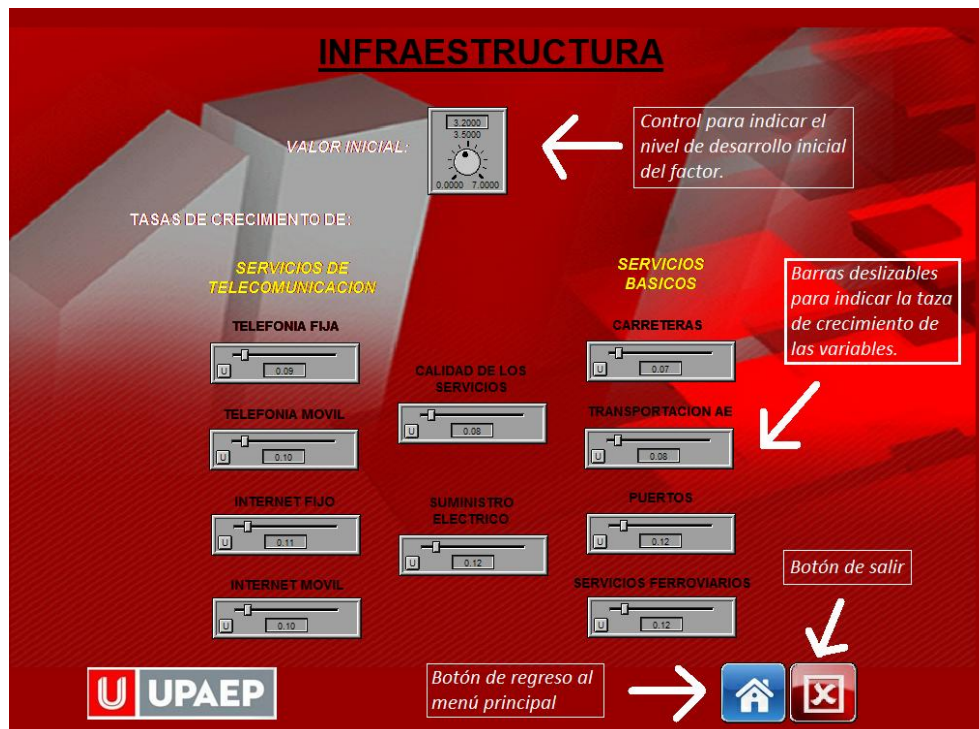 INFRAESTRUCTURA
VALOR INICIAL:
3.2000
3.5000
0.0000 7.0000
Control para indicar el
nivel de desarrollo inicial
del factor.
TASAS DE CRECIMIENTO DE:
SERVICIOS DE
TELECOMUNICACION
SERVICIOS
BASICOS
Barras deslizables
para indicar la taza
de crecimiento de
las variables.
TELEFONIA FIJA
U 0.09
CARRETERAS
U 0.07
CALIDAD DE LOS
SERVICIOS
U 0.08
TELEFONIA MOVIL
U 0.10
TRANSPORTACION AE
U 0.08
INTERNET FIJO
U 0.11
SUMINISTRO
ELECTRICO
U 0.12
PUERTOS
U 0.12
INTERNET MOVIL
U 0.10
SERVICIOS FERROVIARIOS
U 0.12
Botón de salir
Botón de regreso al
menú principal
U UPAEP